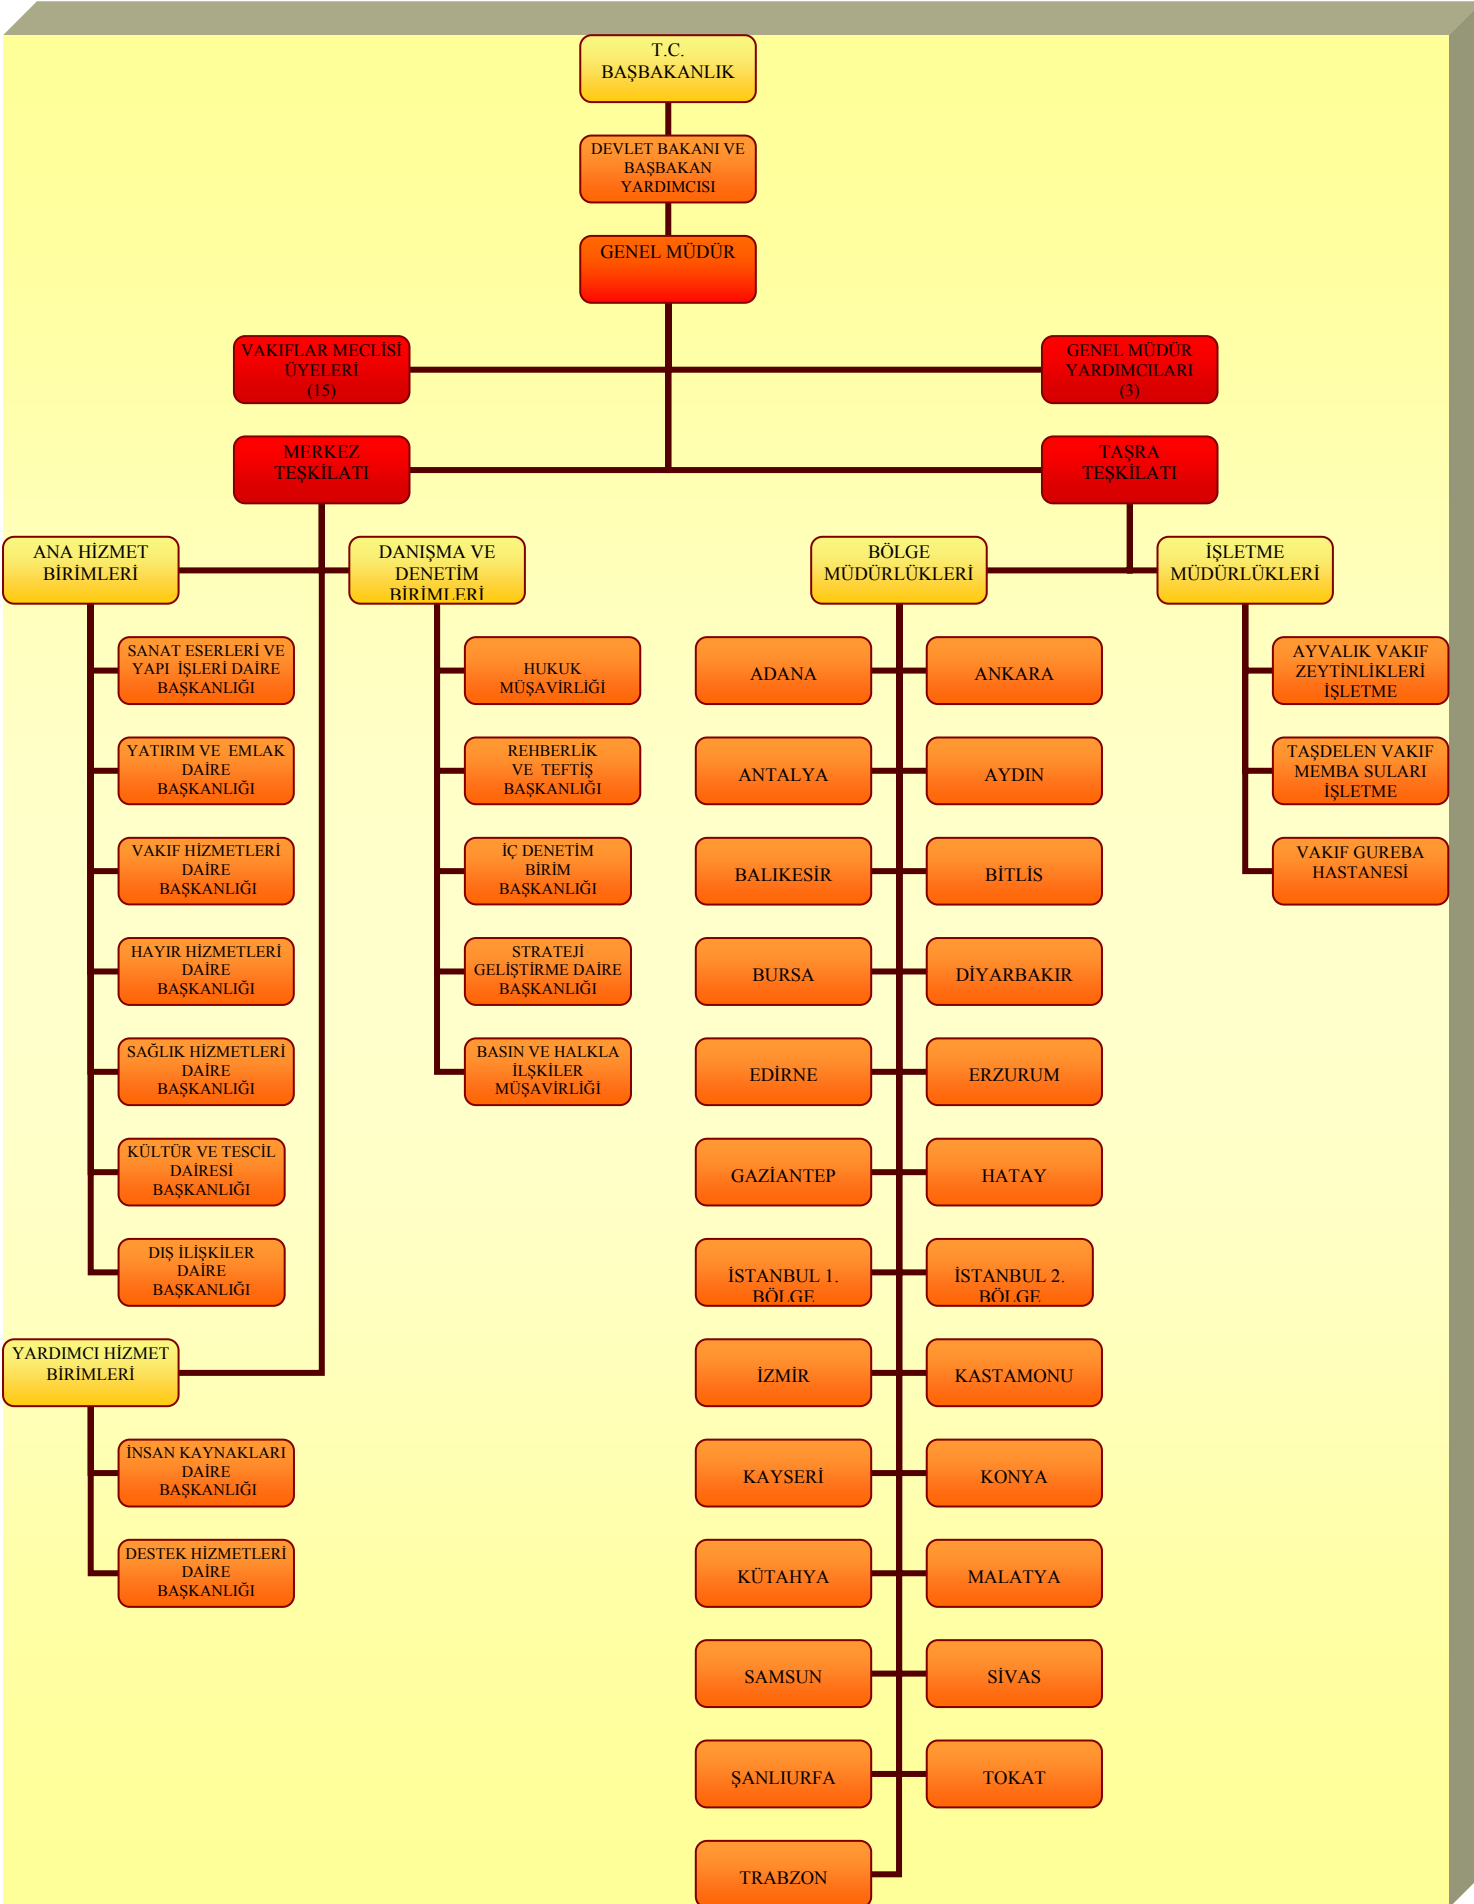 T.C.
BAŞBAKANLIK
DEVLET BAKANI VE
BAŞBAKAN
YARDIMCISI
GENEL MÜDÜR
VAKIFLAR MECLİSİ
ÜYELERİ
(15)
GENEL MÜDÜR
YARDIMCILARI
(3)
MERKEZ
TEŞKİLATI
TAŞRA
TEŞKİLATI
ANA HİZMET
BİRİMLERİ
DANIŞMA VE
DENETİM
BİRİMLERİ
BÖLGE
MÜDÜRLÜKLERİ
İŞLETME
MÜDÜRLÜKLERİ
SANAT ESERLERİ VE
YAPI İŞLERİ DAİRE
BAŞKANLIĞI
YATIRIM VE EMLAK
DAİRE
BAŞKANLIĞI
VAKIF HİZMETLERİ
DAİRE
BAŞKANLIĞI
HAYIR HİZMETLERİ
DAİRE
BAŞKANLIĞI
SAĞLIK HİZMETLERİ
DAİRE
BAŞKANLIĞI
KÜLTÜR VE TESCİL
DAİRESİ
BAŞKANLIĞI
DIŞ İLİŞKİLER
DAİRE
BAŞKANLIĞI
YARDIMCI HİZMET
BİRİMLERİ
İNSAN KAYNAKLARI
DAİRE
BAŞKANLIĞI
DESTEK HİZMETLERİ
DAİRE
BAŞKANLIĞI
HUKUK
MÜŞAVİRLİĞİ
REHBERLİK
VE TEFTİŞ
BAŞKANLIĞI
İÇ DENETİM
BİRİM
BAŞKANLIĞI
STRATEJİ
GELİŞTİRME DAİRE
BAŞKANLIĞI
BASIN VE HALKLA
İLŞKİLER
MÜŞAVİRLİĞİ
ADANA
ANKARA
ANTALYA
AYDIN
BALIKESİR
BİTLİS
BURSA
DİYARBAKIR
EDİRNE
ERZURUM
GAZİANTEP
HATAY
İSTANBUL 1.
BÖLGE
İSTANBUL 2.
BÖLGE
İZMİR
KASTAMONU
KAYSERİ
KONYA
KÜTAHYA
MALATYA
SAMSUN
SİVAS
ŞANLIURFA
TOKAT
TRABZON
AYVALIK VAKIF
ZEYTİNLİKLERİ
İŞLETME
TAŞDELEN VAKIF
MEMBA SULARI
İŞLETME
VAKIF GUREBA
HASTANESİ